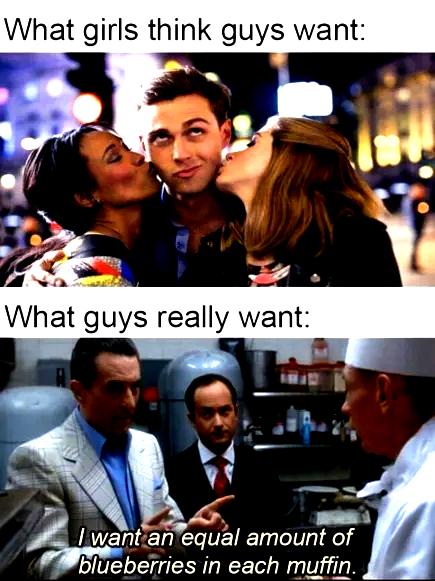 What girls think guys want:
What guys really want:
I want an equal amount of
blueberries in each muffin.